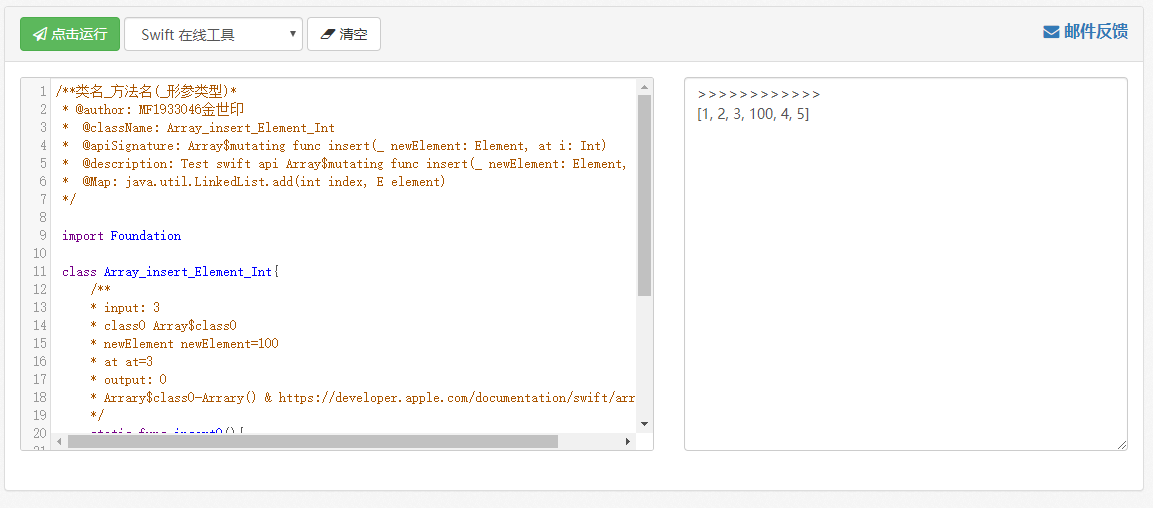 点击运行 Swift 在线工具 清空 邮件反馈
1 /**类名_方法名(_形参类型)*
2 * @author: MF1933046金世印
3 * @className: Array_insert_Element_Int
4 * @apiSignature: Array$mutating func insert(_ newElement: Element, at i: Int)
5 * @description: Test swift api Array$mutating func insert(_ newElement: Element,
6 * @Map: java.util.LinkedList.add(int index, E element)
7 */
8
9 import Foundation
10
11 class Array_insert_Element_Int{
12 /**
13 * input: 3
14 * class0 Array$class0
15 * newElement newElement=100
16 * at at=3
17 * output: 0
18 * Arrary$class0-Arrary() & https://developer.apple.com/documentation/swift/arr
19 */
20 static func insert0(){
21
>>>>>>>>>>>>
[1, 2, 3, 100, 4, 5]